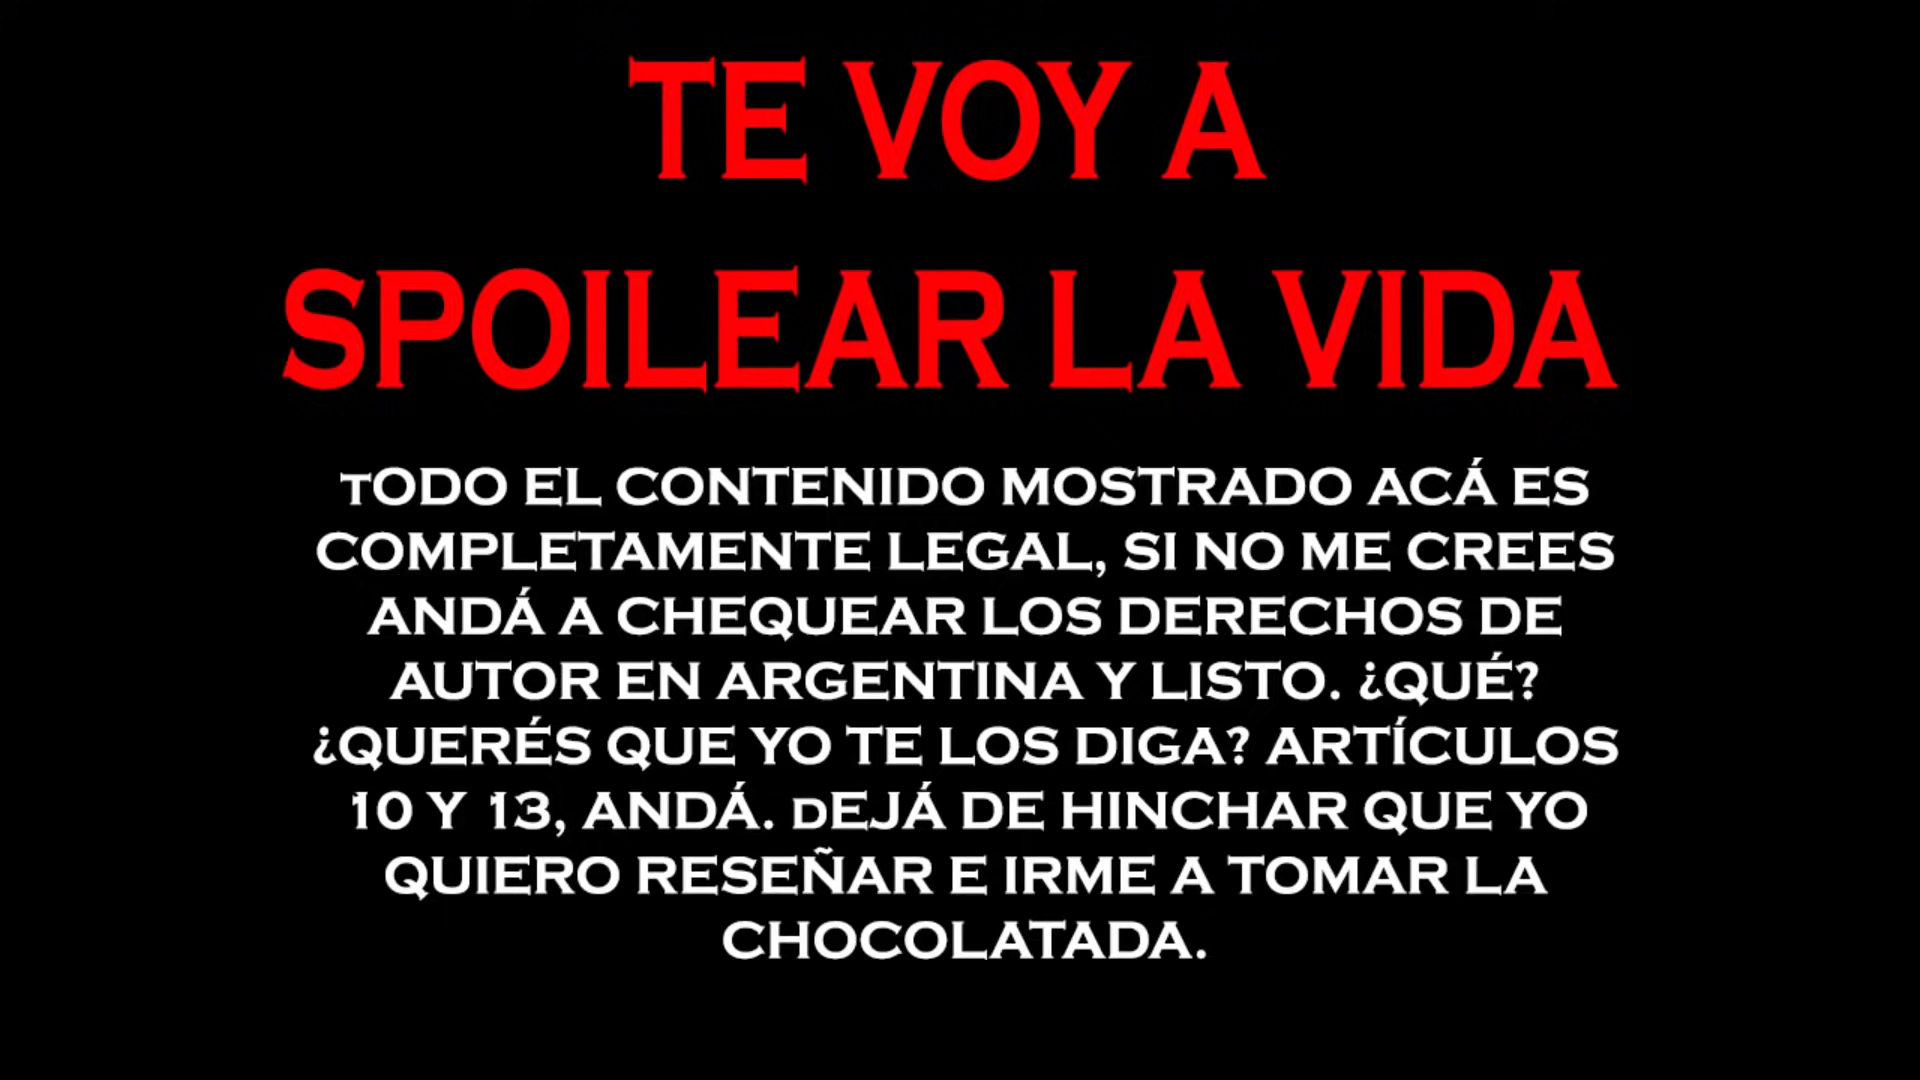 TE VOY A
SPOILEAR LA VIDA
TODO EL CONTENIDO MOSTRADO ACÁ ES
COMPLETAMENTE LEGAL, SI NO ME CREES
ANDÁ A CHEQUEAR LOS DERECHOS DE
AUTOR EN ARGENTINA Y LISTO. ¿QUÉ?
¿QUERÉS QUE YO TE LOS DIGA? ARTÍCULOS
10 Y 13, ANDÁ. DEJÁ DE HINCHAR QUE YO
QUIERO RESEÑAR E IRME A TOMAR LA
CHOCOLATADA.